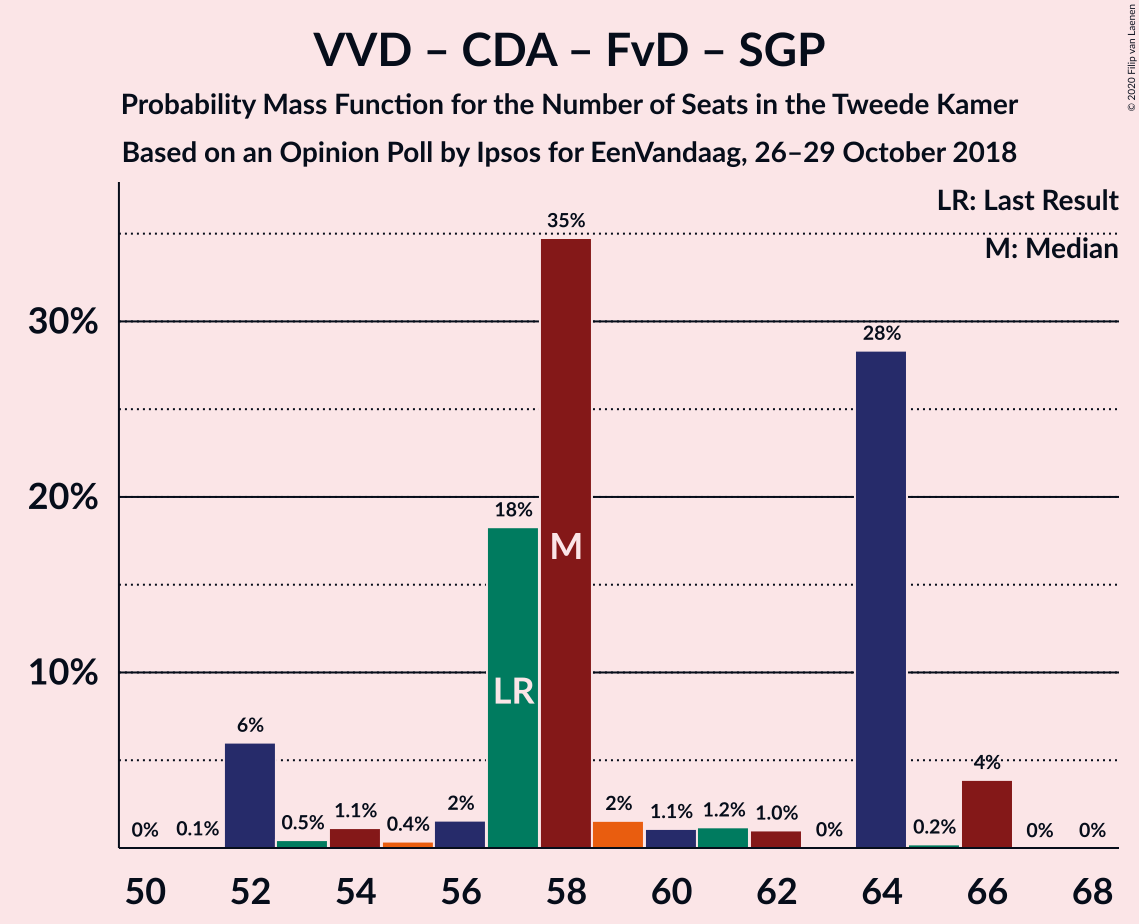 VVD – CDA – FvD – SGP
Probability Mass Function for the Number of Seats in the Tweede Kamer
Based on an Opinion Poll by Ipsos for EenVandaag, 26–29 October 2018
© 2020 Filip van Laenen
LR: Last Result
M: Median
30%
20%
10%
0%
0.1%
6%
0.5%
1.1%
0.4%
2%
18%
35%
2%
1.1%
1.2%
1.0%
0%
28%
0.2%
4%
0%
0%
LR
M
50 52 54 56 58 60 62 64 66 68